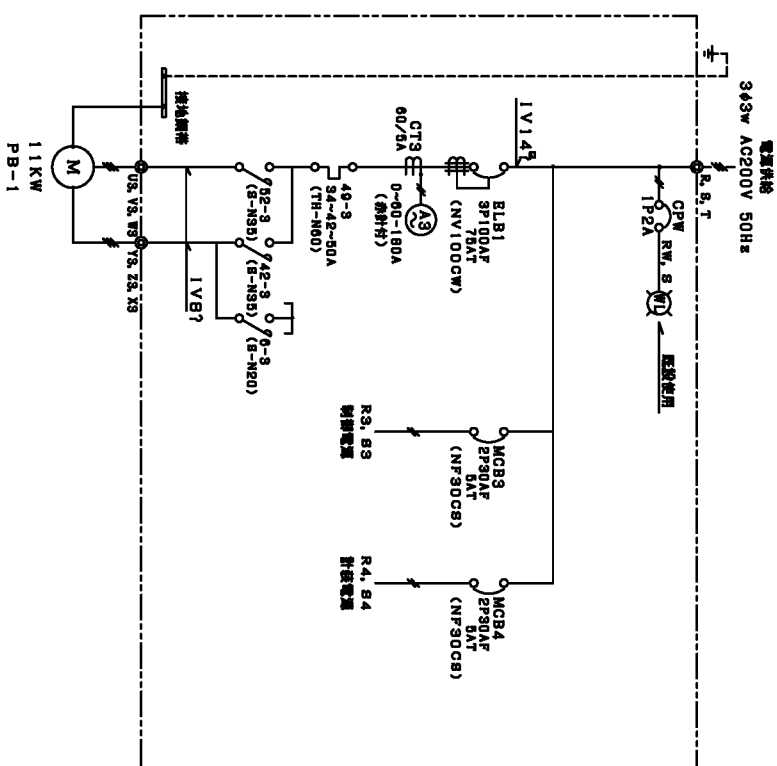 電源供給
3φ3w AC200V 50Hz
R, S, T
CPW
1P2A
RW, S
WL
既設使用
IV14□
ELB1
3P100AF
75AT
(NV100CW)
CT3
60/5A
A3
0~60~180A
(赤針付)
49-3
34~42~50A
(TH-N60)
52-3
(S-N35)
42-3
(S-N35)
6-3
(S-N20)
IV8?
U3, V3, W3
Y3, Z3, X3
接地銅帯
M
11KW
PB-1
MCB3
2P30AF
5AT
(NF30CS)
R3, S3
制御電源
MCB4
2P30AF
5AT
(NF30CS)
R4, S4
計装電源